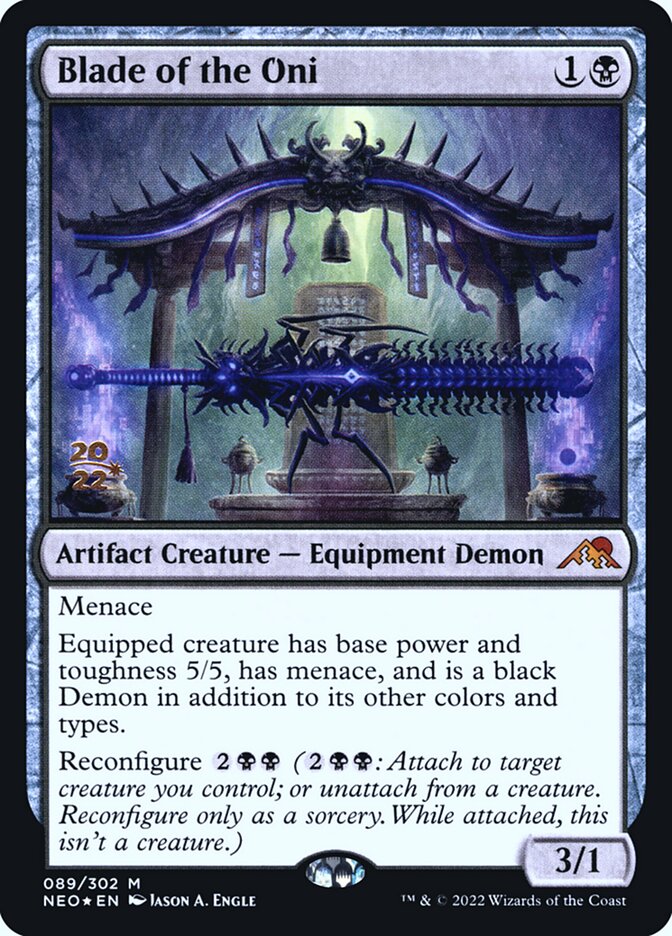 Blade of the Oni 1
20
22
Artifact Creature — Equipment Demon
Menace
Equipped creature has base power and
toughness 5/5, has menace, and is a black
Demon in addition to its other colors and
types.
Reconfigure 2 (2: Attach to target
creature you control; or unattach from a creature.
Reconfigure only as a sorcery. While attached, this
isn't a creature.)
3/1
089/302 M
NEO★EN Jason A. Engle ™ & © 2022 Wizards of the Coast